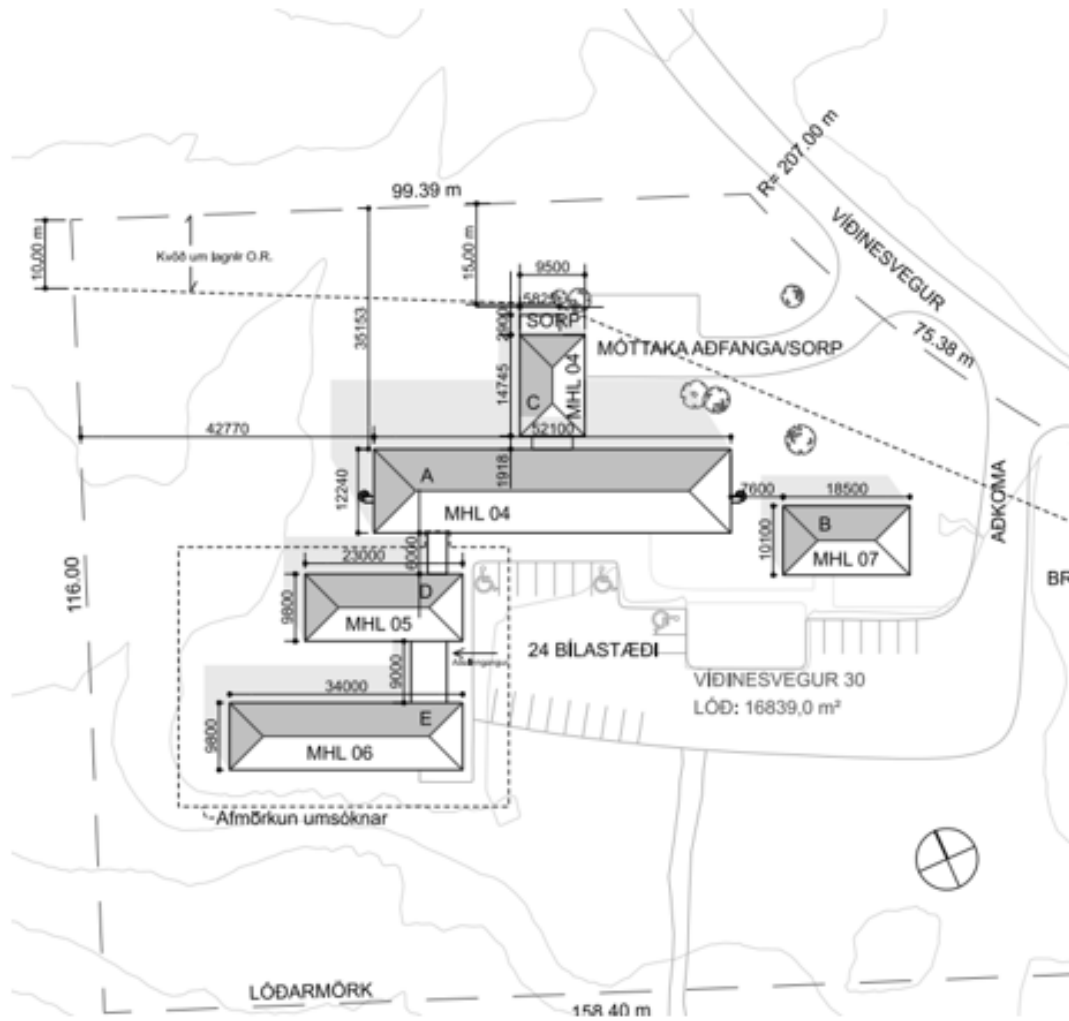 99.39 m
R= 207.00 m
VÍÐINESVEGUR
10.00 m
Kvöð um lagnir O.R.
15.00 m
9500
SORP
2900
35153
MÓTTAKA AÐFANGA/SORP
75.38 m
14745
C
MHL 04
42770
52100
1918
12240
A
MHL 04
7600
18500
10100
B
MHL 07
AÐKOMA
6000
23000
116.00
9800
D
MHL 05
BR
24 BÍLASTÆÐI
9000
34000
VÍÐINESVEGUR 30
LÓÐ: 16839,0 m²
9800
E
MHL 06
Afmörkun umsóknar
LÓÐARMÖRK
158.40 m